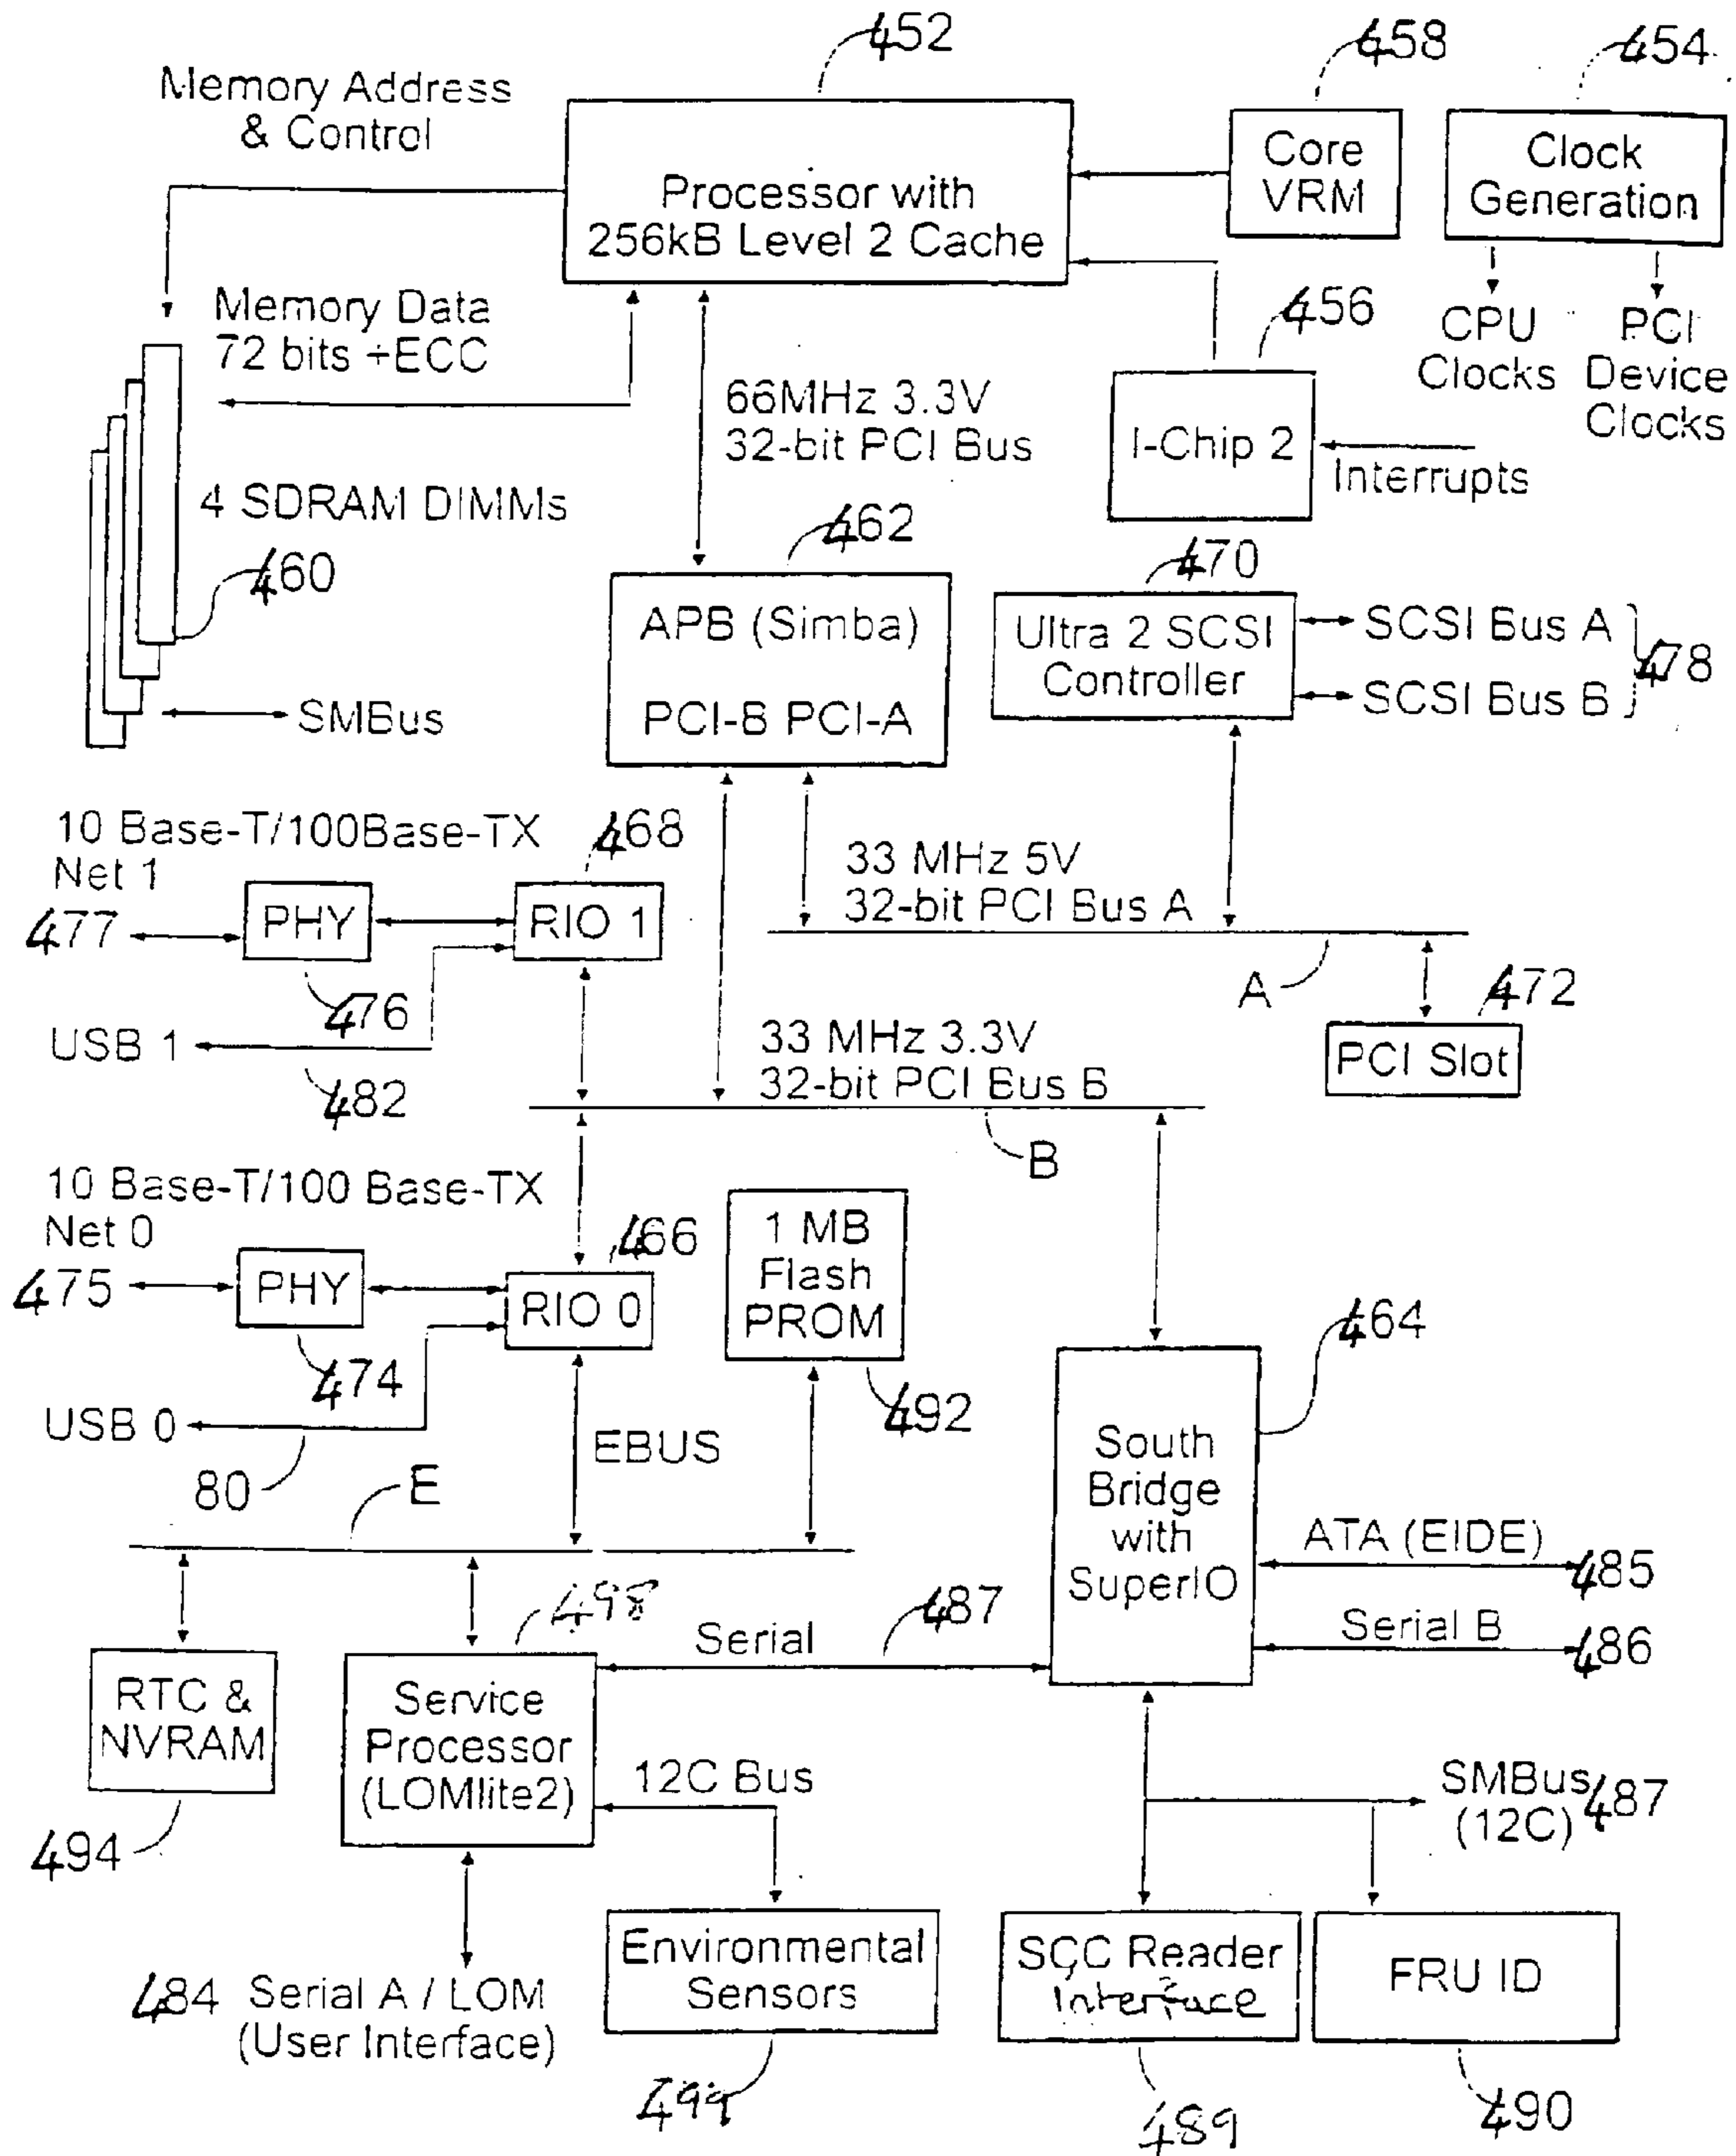 452
458
454
Memory Address
& Control
Processor with
256kB Level 2 Cache
Core
VRM
Clock
Generation
Memory Data
72 bits +ECC
456
CPU
Clocks
PCI
Device
Clocks
66MHz 3.3V
32-bit PCI Bus
I-Chip 2
Interrupts
4 SDRAM DIMMs
460
462
470
APB (Simba)
PCI-B PCI-A
Ultra 2 SCSI
Controller
SCSI Bus A
SCSI Bus B
478
SMBus
10 Base-T/100Base-TX
Net 1
468
477
PHY
RIO 1
33 MHz 5V
32-bit PCI Bus A
476
A
472
USB 1
482
33 MHz 3.3V
32-bit PCI Bus B
PCI Slot
B
10 Base-T/100 Base-TX
Net 0
466
1 MB
Flash
PROM
475
PHY
RIO 0
464
474
492
USB 0
80
EBUS
E
South
Bridge
with
SuperIO
ATA (EIDE)
485
498
Serial
487
Serial B
486
RTC &
NVRAM
Service
Processor
(LOMlite2)
12C Bus
SMBus
(12C)
487
494
484
Serial A / LOM
(User Interface)
Environmental
Sensors
SCC Reader
Interface
FRU ID
499
489
490